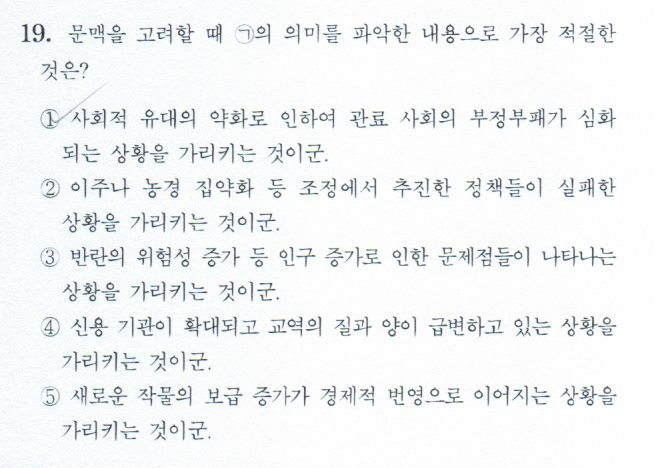 19. 문맥을 고려할 때 ㉠의 의미를 파악한 내용으로 가장 적절한
것은?
① 사회적 유대의 약화로 인하여 관료 사회의 부정부패가 심화
되는 상황을 가리키는 것이군.
② 이주나 농경 집약화 등 조정에서 추진한 정책들이 실패한
상황을 가리키는 것이군.
③ 반란의 위험성 증가 등 인구 증가로 인한 문제점들이 나타나는
상황을 가리키는 것이군.
④ 신용 기관이 확대되고 교역의 질과 양이 급변하고 있는 상황을
가리키는 것이군.
⑤ 새로운 작물의 보급 증가가 경제적 번영으로 이어지는 상황을
가리키는 것이군.